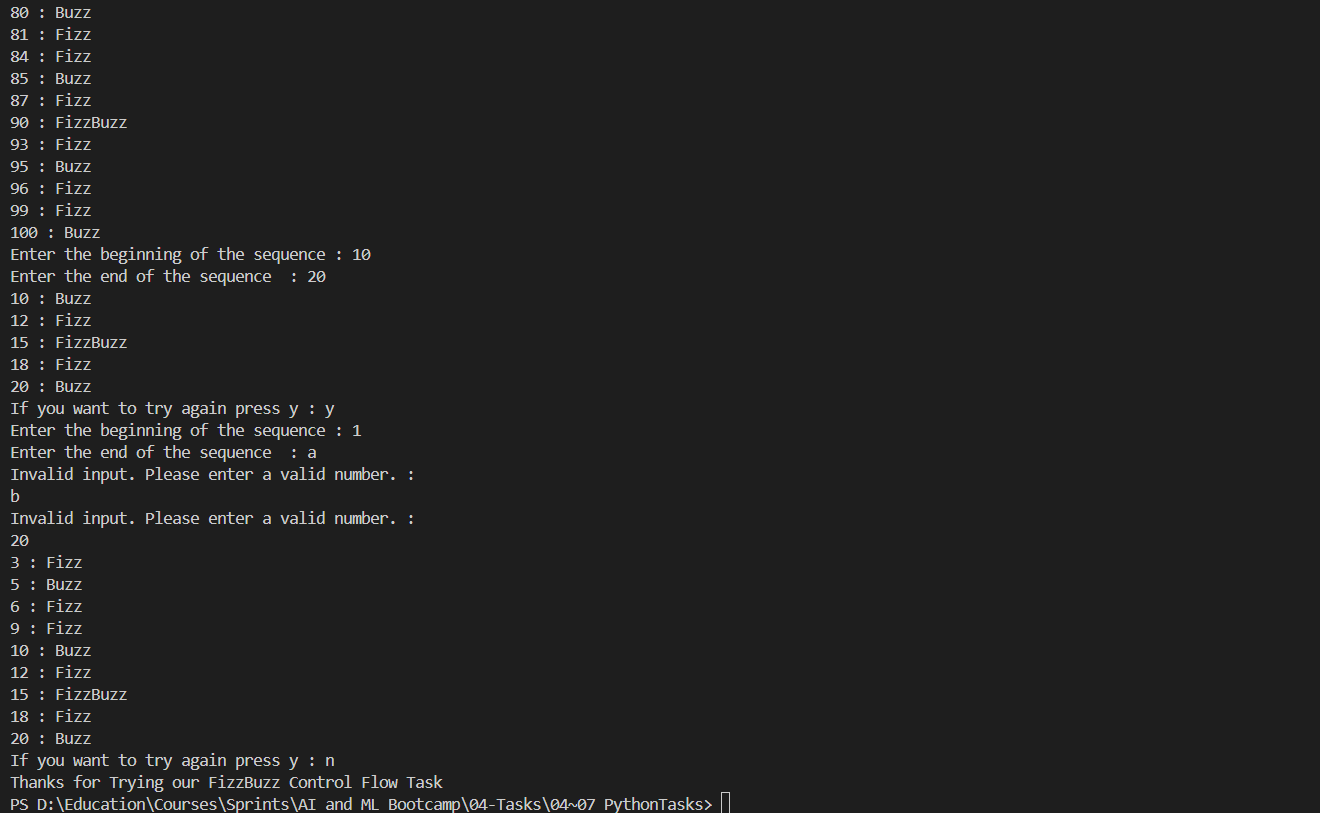 80 : Buzz
81 : Fizz
84 : Fizz
85 : Buzz
87 : Fizz
90 : FizzBuzz
93 : Fizz
95 : Buzz
96 : Fizz
99 : Fizz
100 : Buzz
Enter the beginning of the sequence : 10
Enter the end of the sequence  : 20
10 : Buzz
12 : Fizz
15 : FizzBuzz
18 : Fizz
20 : Buzz
If you want to try again press y : y
Enter the beginning of the sequence : 1
Enter the end of the sequence  : a
Invalid input. Please enter a valid number. :
b
Invalid input. Please enter a valid number. :
20
3 : Fizz
5 : Buzz
6 : Fizz
9 : Fizz
10 : Buzz
12 : Fizz
15 : FizzBuzz
18 : Fizz
20 : Buzz
If you want to try again press y : n
Thanks for Trying our FizzBuzz Control Flow Task
PS D:\Education\Courses\Sprints\AI and ML Bootcamp\04-Tasks\04~07 PythonTasks>